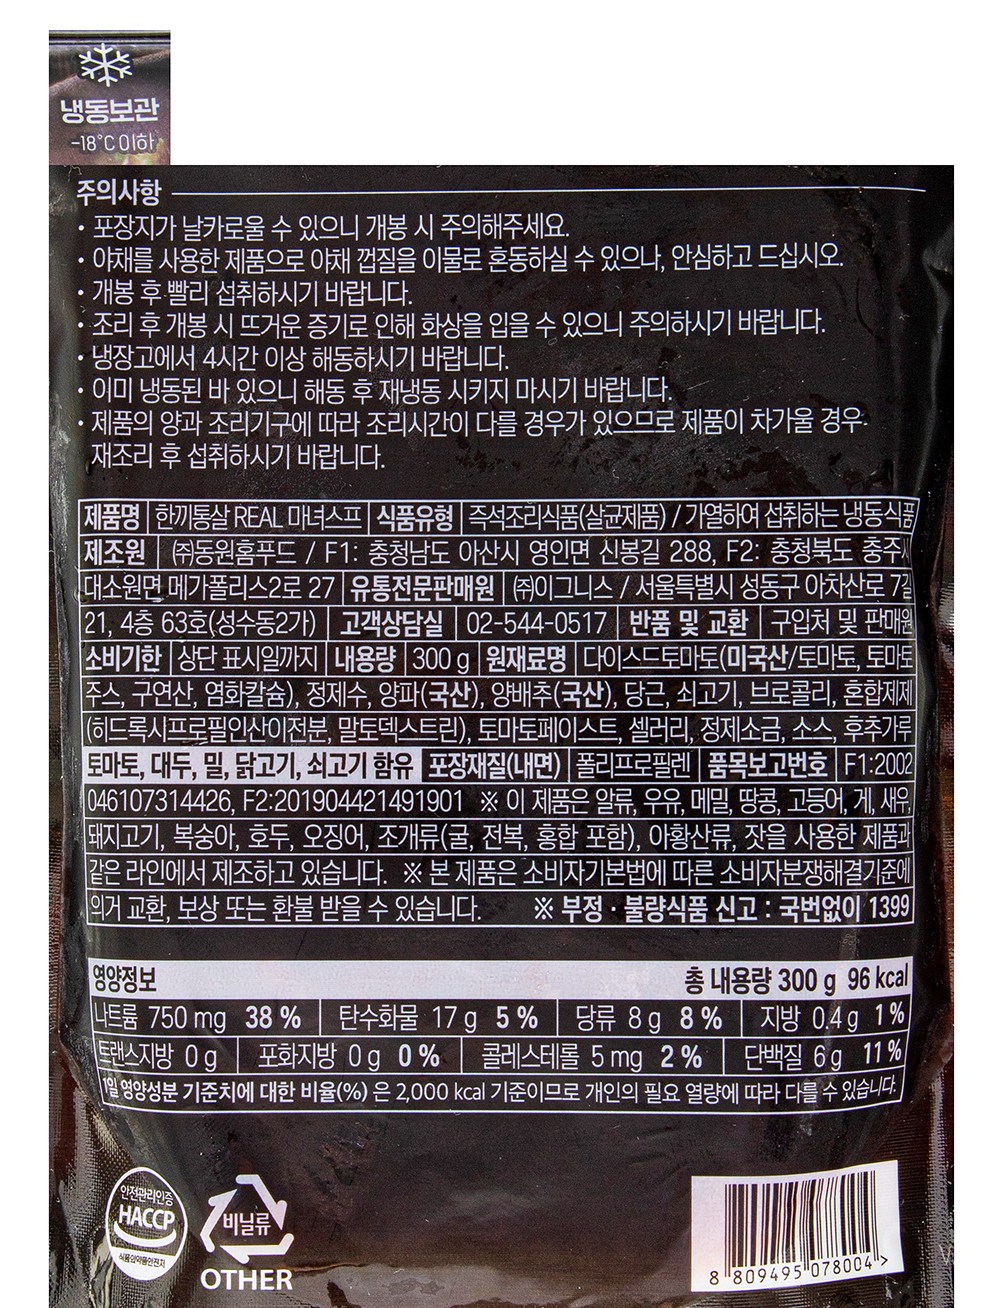 냉동보관
-18°C 이하
주의사항
• 포장지가 날카로울 수 있으니 개봉 시 주의해주세요.
• 야채를 사용한 제품으로 야채 껍질을 이물로 혼동하실 수 있으나, 안심하고 드십시오.
• 개봉 후 빨리 섭취하시기 바랍니다.
• 조리 후 개봉 시 뜨거운 증기로 인해 화상을 입을 수 있으니 주의하시기 바랍니다.
• 냉장고에서 4시간 이상 해동하시기 바랍니다.
• 이미 냉동된 바 있으니 해동 후 재냉동 시키지 마시기 바랍니다.
• 제품의 양과 조리기구에 따라 조리시간이 다를 경우가 있으므로 제품이 차가울 경우
재조리 후 섭취하시기 바랍니다.
제품명 한끼통살 REAL 마녀스프 식품유형 즉석조리식품(살균제품) / 가열하여 섭취하는 냉동식품
제조원 ㈜동원홈푸드 / F1: 충청남도 아산시 영인면 신봉길 288, F2: 충청북도 충주시
대소원면 메가폴리스2로 27 유통전문판매원 ㈜이그니스 / 서울특별시 성동구 아차산로 7길
21, 4층 63호(성수동2가) 고객상담실 02-544-0517 반품 및 교환 구입처 및 판매원
소비기한 상단 표시일까지 내용량 300 g 원재료명 다이스드토마토(미국산/토마토, 토마토
주스, 구연산, 염화칼슘), 정제수, 양파(국산), 양배추(국산), 당근, 쇠고기, 브로콜리, 혼합제제
(히드록시프로필인산이전분, 말토덱스트린), 토마토페이스트, 셀러리, 정제소금, 소스, 후추가루
토마토, 대두, 밀, 닭고기, 쇠고기 함유 포장재질(내면) 폴리프로필렌 품목보고번호 F1:2002
046107314426, F2:201904421491901 ※ 이 제품은 알류, 우유, 메밀, 땅콩, 고등어, 게, 새우,
돼지고기, 복숭아, 호두, 오징어, 조개류(굴, 전복, 홍합 포함), 아황산류, 잣을 사용한 제품과
같은 라인에서 제조하고 있습니다. ※ 본 제품은 소비자기본법에 따른 소비자분쟁해결기준에
의거 교환, 보상 또는 환불 받을 수 있습니다. ※ 부정 · 불량식품 신고 : 국번없이 1399
영양정보 총 내용량 300 g 96 kcal
나트륨 750 mg 38 % 탄수화물 17 g 5 % 당류 8 g 8 % 지방 0.4 g 1 %
트랜스지방 0 g 포화지방 0 g 0 % 콜레스테롤 5 mg 2 % 단백질 6 g 11 %
1일 영양성분 기준치에 대한 비율(%) 은 2,000 kcal 기준이므로 개인의 필요 열량에 따라 다를 수 있습니다.
안전관리인증
HACCP
식품의약품안전처
비닐류
OTHER
8 809495 078004 >